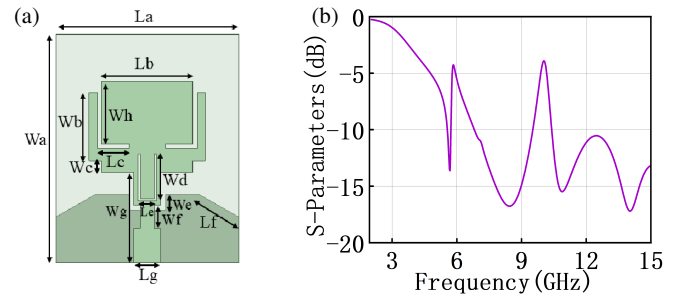 (a)
La
Lb
Wa
Wb
Wh
Wc
Lc
Wd
Wg
Le
We
Wf
Lf
Lg
(b)
S-Parameters(dB)
0
-5
-10
-15
-20
3
6
9
12
15
Frequency(GHz)